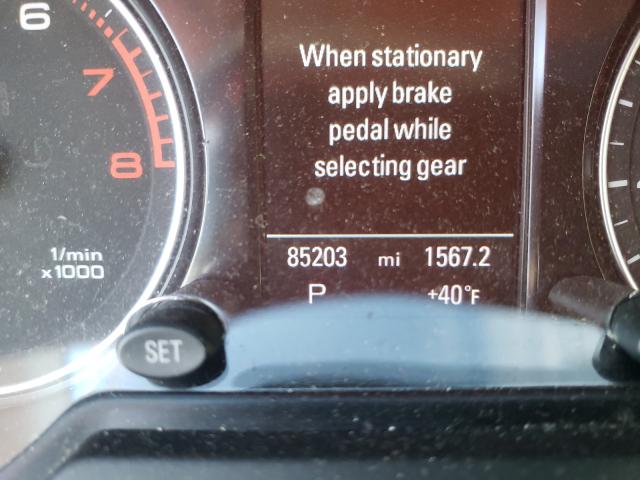 6
7
8
1/min
x1000
When stationary
apply brake
pedal while
selecting gear
85203 mi 1567.2
P +40°F
SET